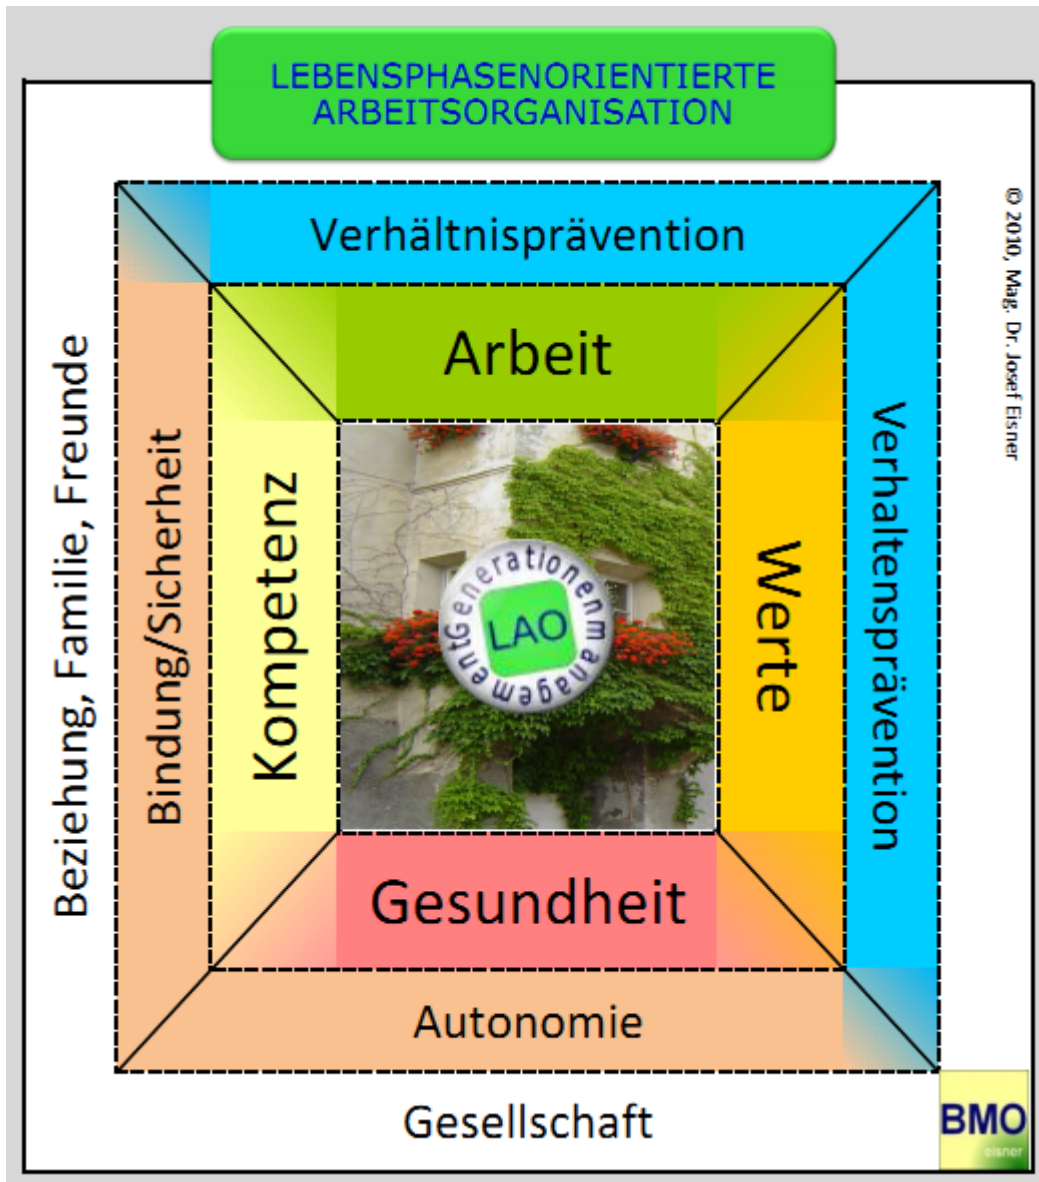 LEBENSPHASENORIENTIERTE
ARBEITSORGANISATION
© 2010, Mag. Dr. Josef Eisner
Verhältnisprävention
Arbeit
Beziehung, Familie, Freunde
Bindung/Sicherheit
Kompetenz
Generationenmanagement
LAO
Werte
Verhaltensprävention
Gesundheit
Autonomie
Gesellschaft
BMO
eisner